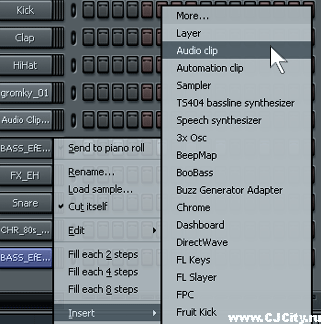 Kick
Clap
HiHat
gromky_01
Audio Clip...
BASS_EfE...
FX_EH
Snare
CHR_80s_...
BASS_EfE...
Send to piano roll
Rename...
Load sample...
Cut itself
Edit
Fill each 2 steps
Fill each 4 steps
Fill each 8 steps
Insert
More...
Layer
Audio clip
Automation clip
Sampler
TS404 bassline synthesizer
Speech synthesizer
3x Osc
BeepMap
BooBass
Buzz Generator Adapter
Chrome
Dashboard
DirectWave
FL Keys
FL Slayer
FPC
Fruit Kick
www.CJCity.ru